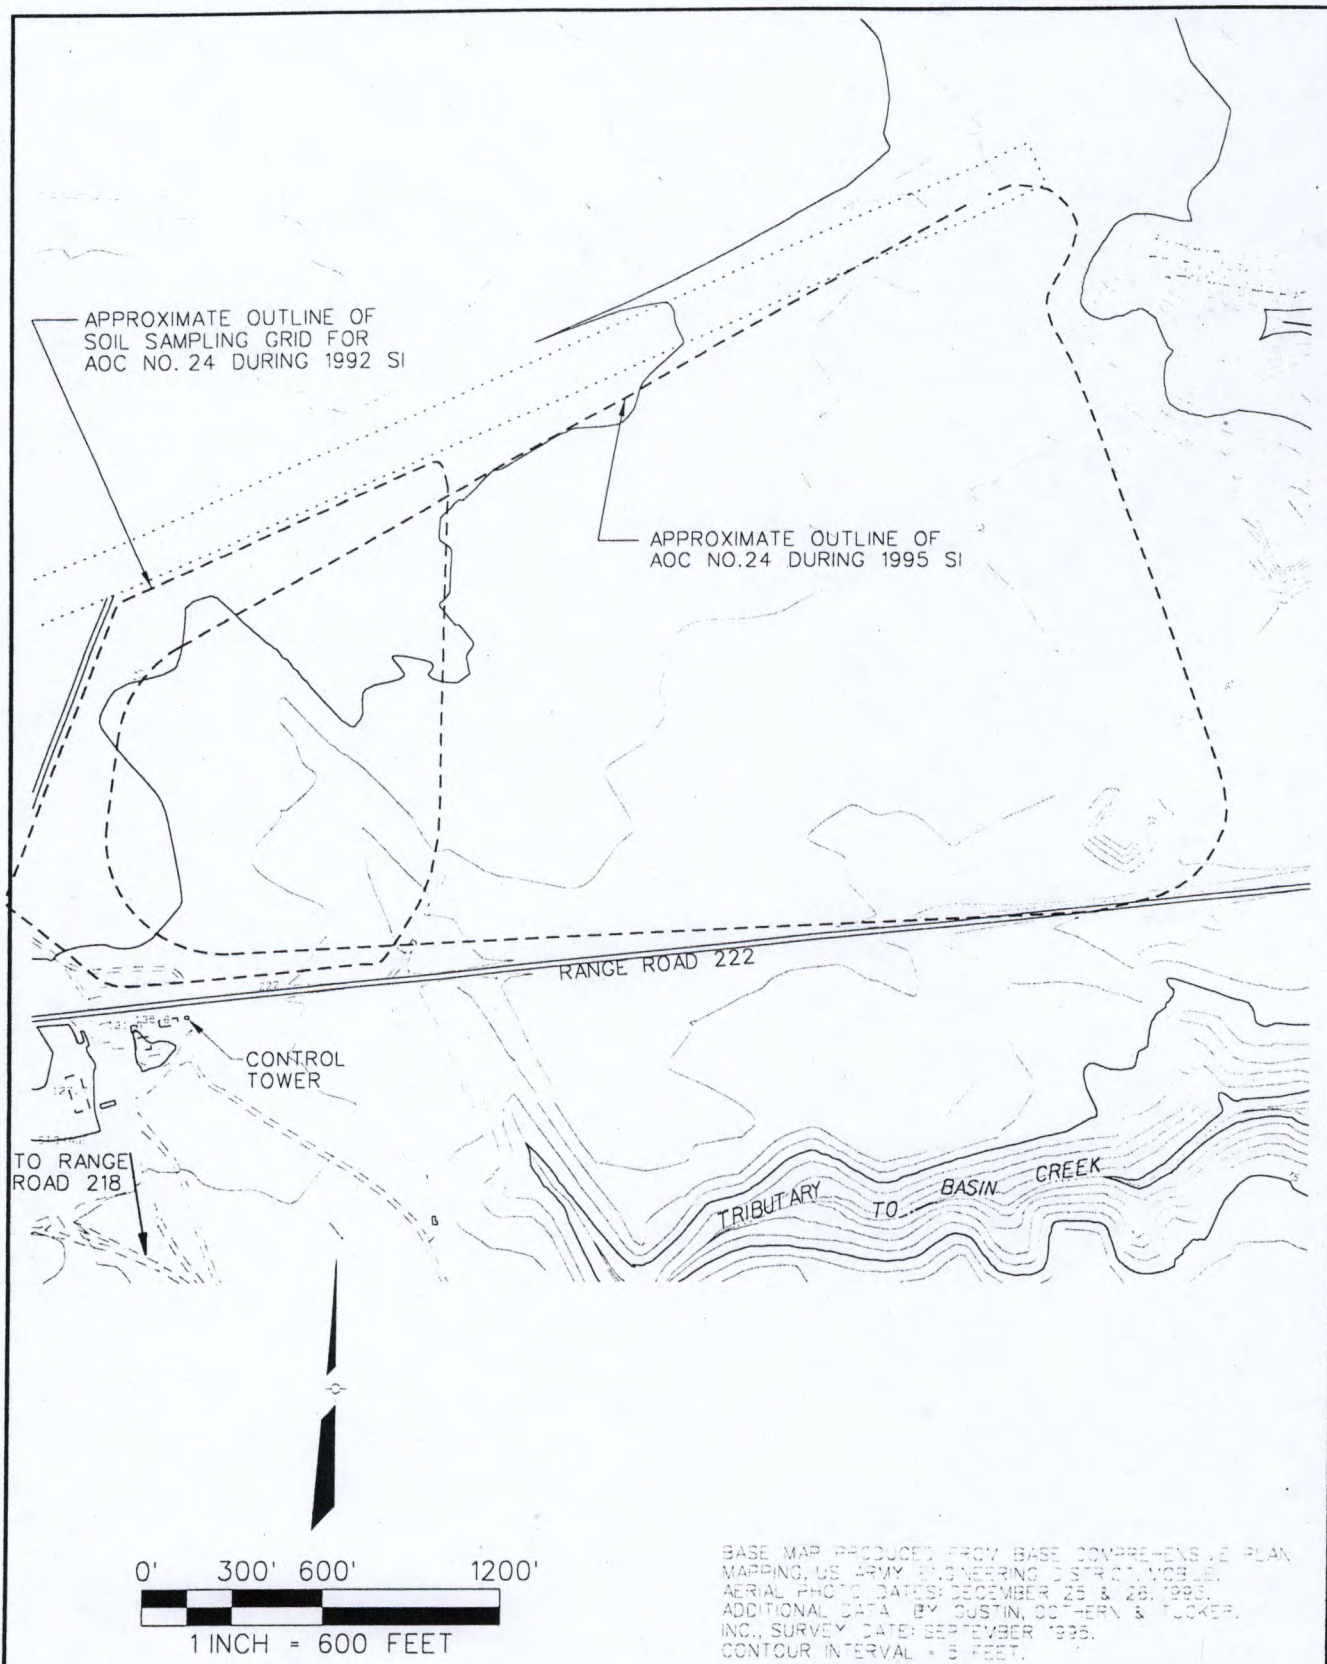 APPROXIMATE OUTLINE OF
SOIL SAMPLING GRID FOR
AOC NO. 24 DURING 1992 SI
APPROXIMATE OUTLINE OF
AOC NO.24 DURING 1995 SI
RANGE ROAD 222
222
CONTROL
TOWER
TO RANGE
ROAD 218
TRIBUTARY TO BASIN CREEK
0' 300' 600' 1200'
1 INCH = 600 FEET
BASE MAP PRODUCED FROM BASE COMPREHENSIVE PLAN
MAPPING, US ARMY ENGINEERING DISTRICT, MOBILE.
AERIAL PHOTO DATES: DECEMBER 25 & 26,
ADDITIONAL DATA BY GUSTIN, COTHERN & TUCKER,
INC., SURVEY DATE: SEPTEMBER
CONTOUR INTERVAL = 5 FEET.